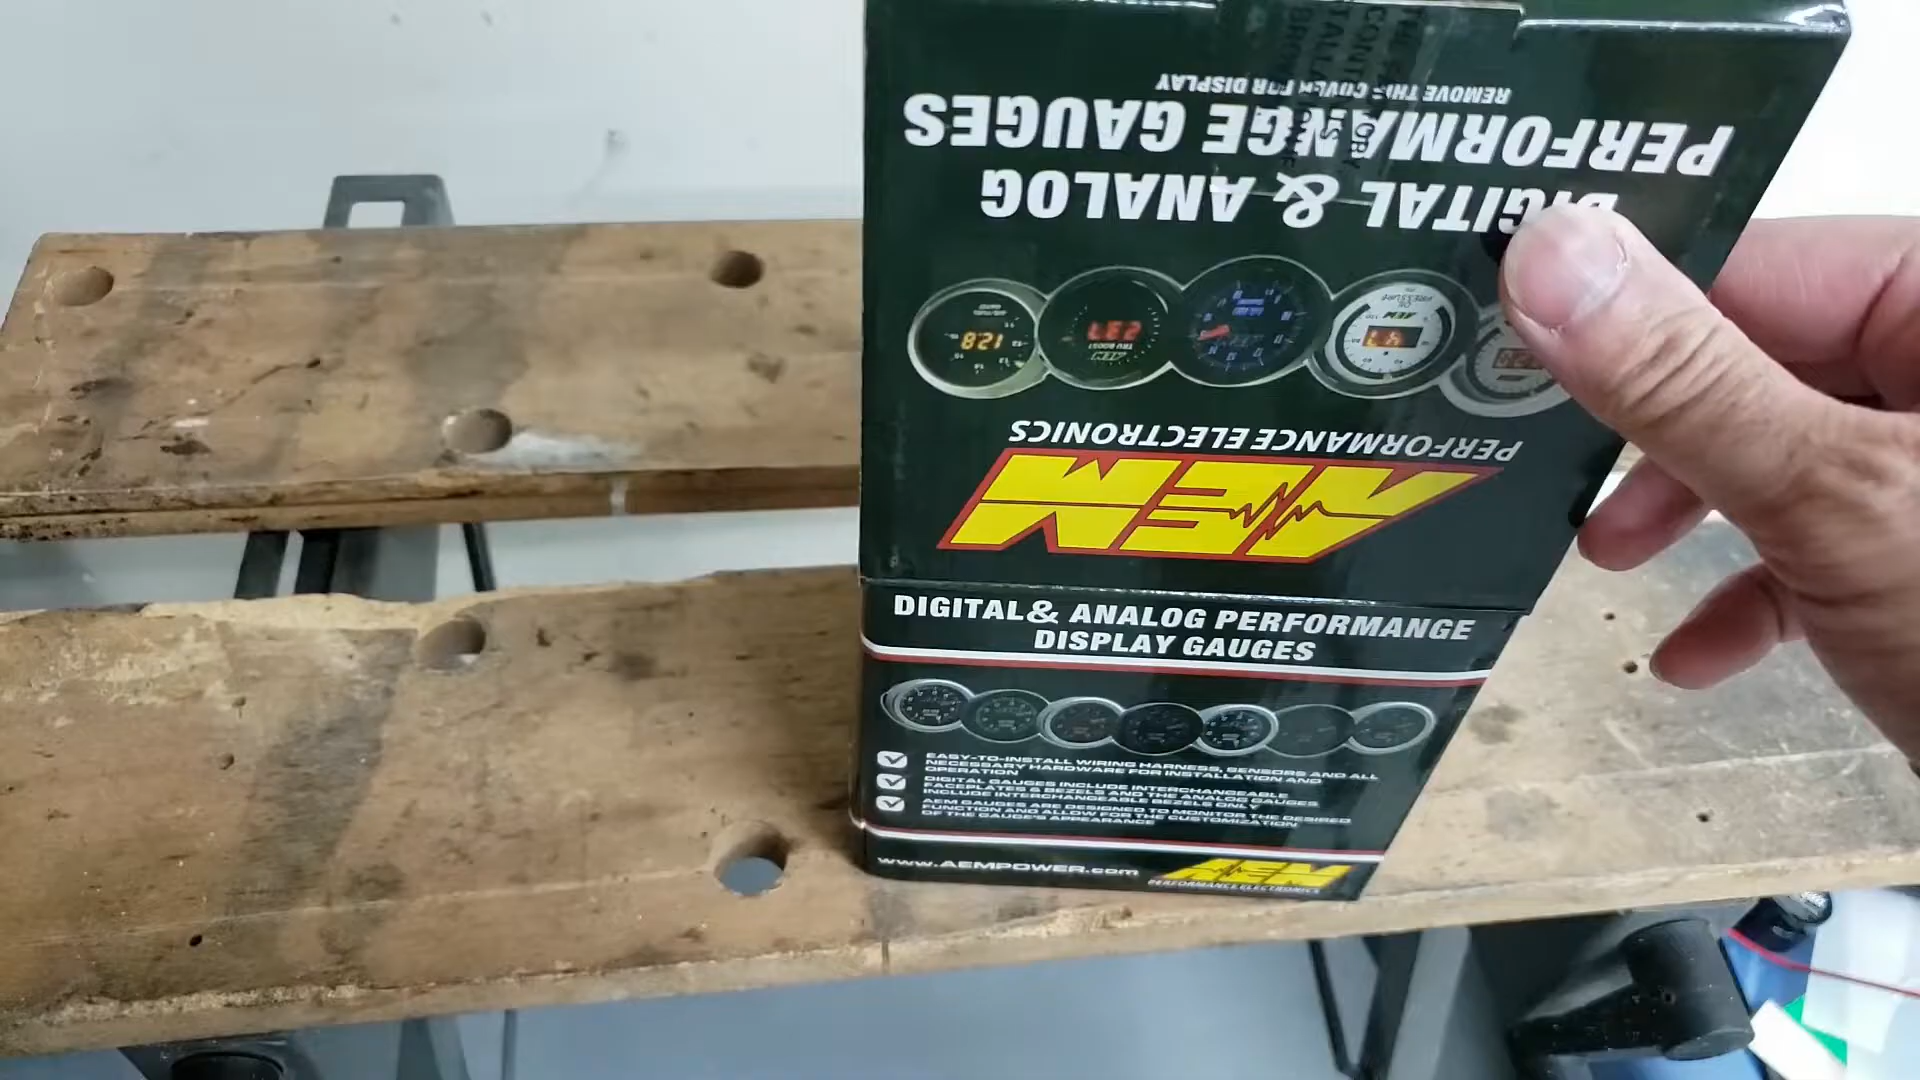 REMOVE THIS COVER FOR DISPLAY
PERFORMANCE GAUGES
DIGITAL & ANALOG
PERFORMANCE ELECTRONICS
AEM
DIGITAL & ANALOG PERFORMANGE
DISPLAY GAUGES
EASY-TO-INSTALL WIRING HARNESS, SENSORS AND ALL
NECESSARY HARDWARE FOR INSTALLATION AND
OPERATION
DIGITAL GAUGES INCLUDE INTERCHANGEABLE
FACEPLATES & BEZELS AND THE ANALOG GAUGES
INCLUDE INTERCHANGEABLE BEZELS ONLY
AEM GAUGES ARE DESIGNED TO MONITOR THE DESIRED
FUNCTION AND ALLOW FOR THE CUSTOMIZATION
OF THE GAUGE'S APPEARANCE
www.AEMPOWER.com
AEM
PERFORMANCE ELECTRONICS